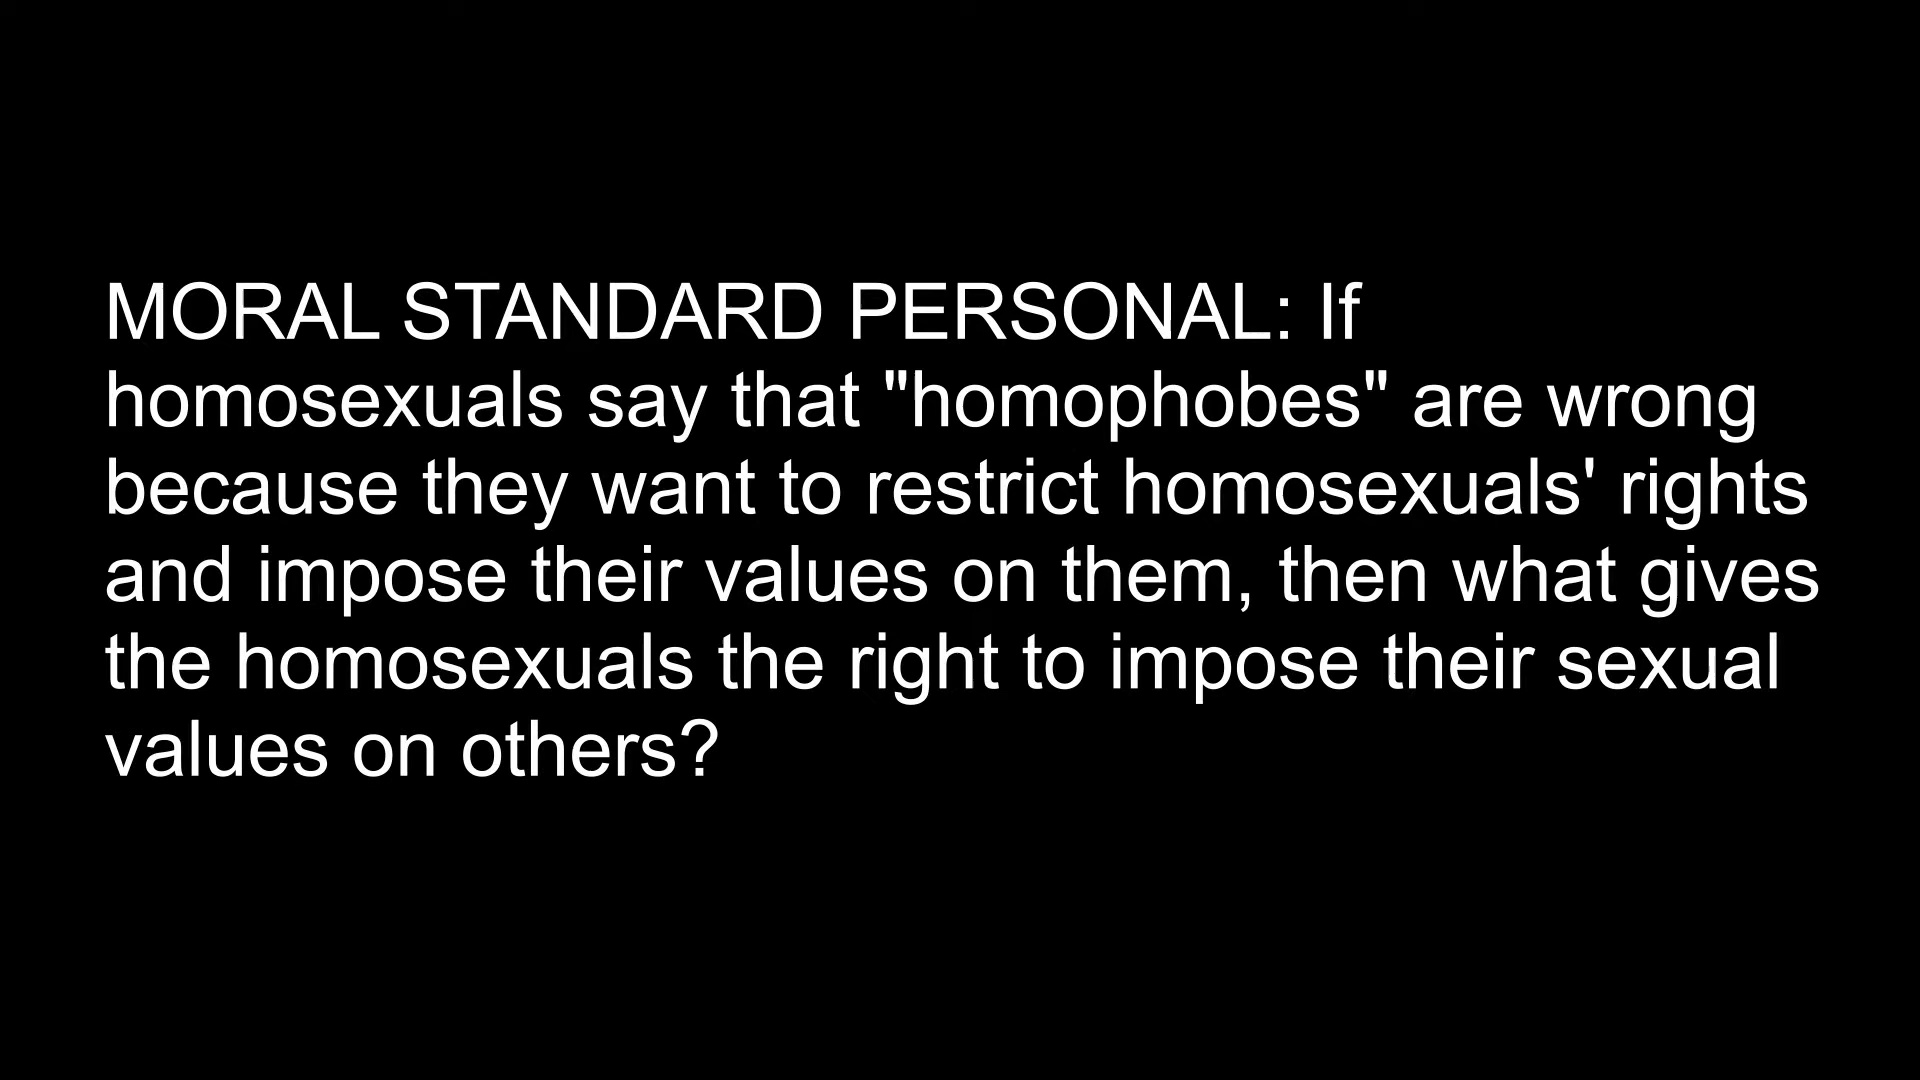 MORAL STANDARD PERSONAL: If
homosexuals say that "homophobes" are wrong
because they want to restrict homosexuals' rights
and impose their values on them, then what gives
the homosexuals the right to impose their sexual
values on others?